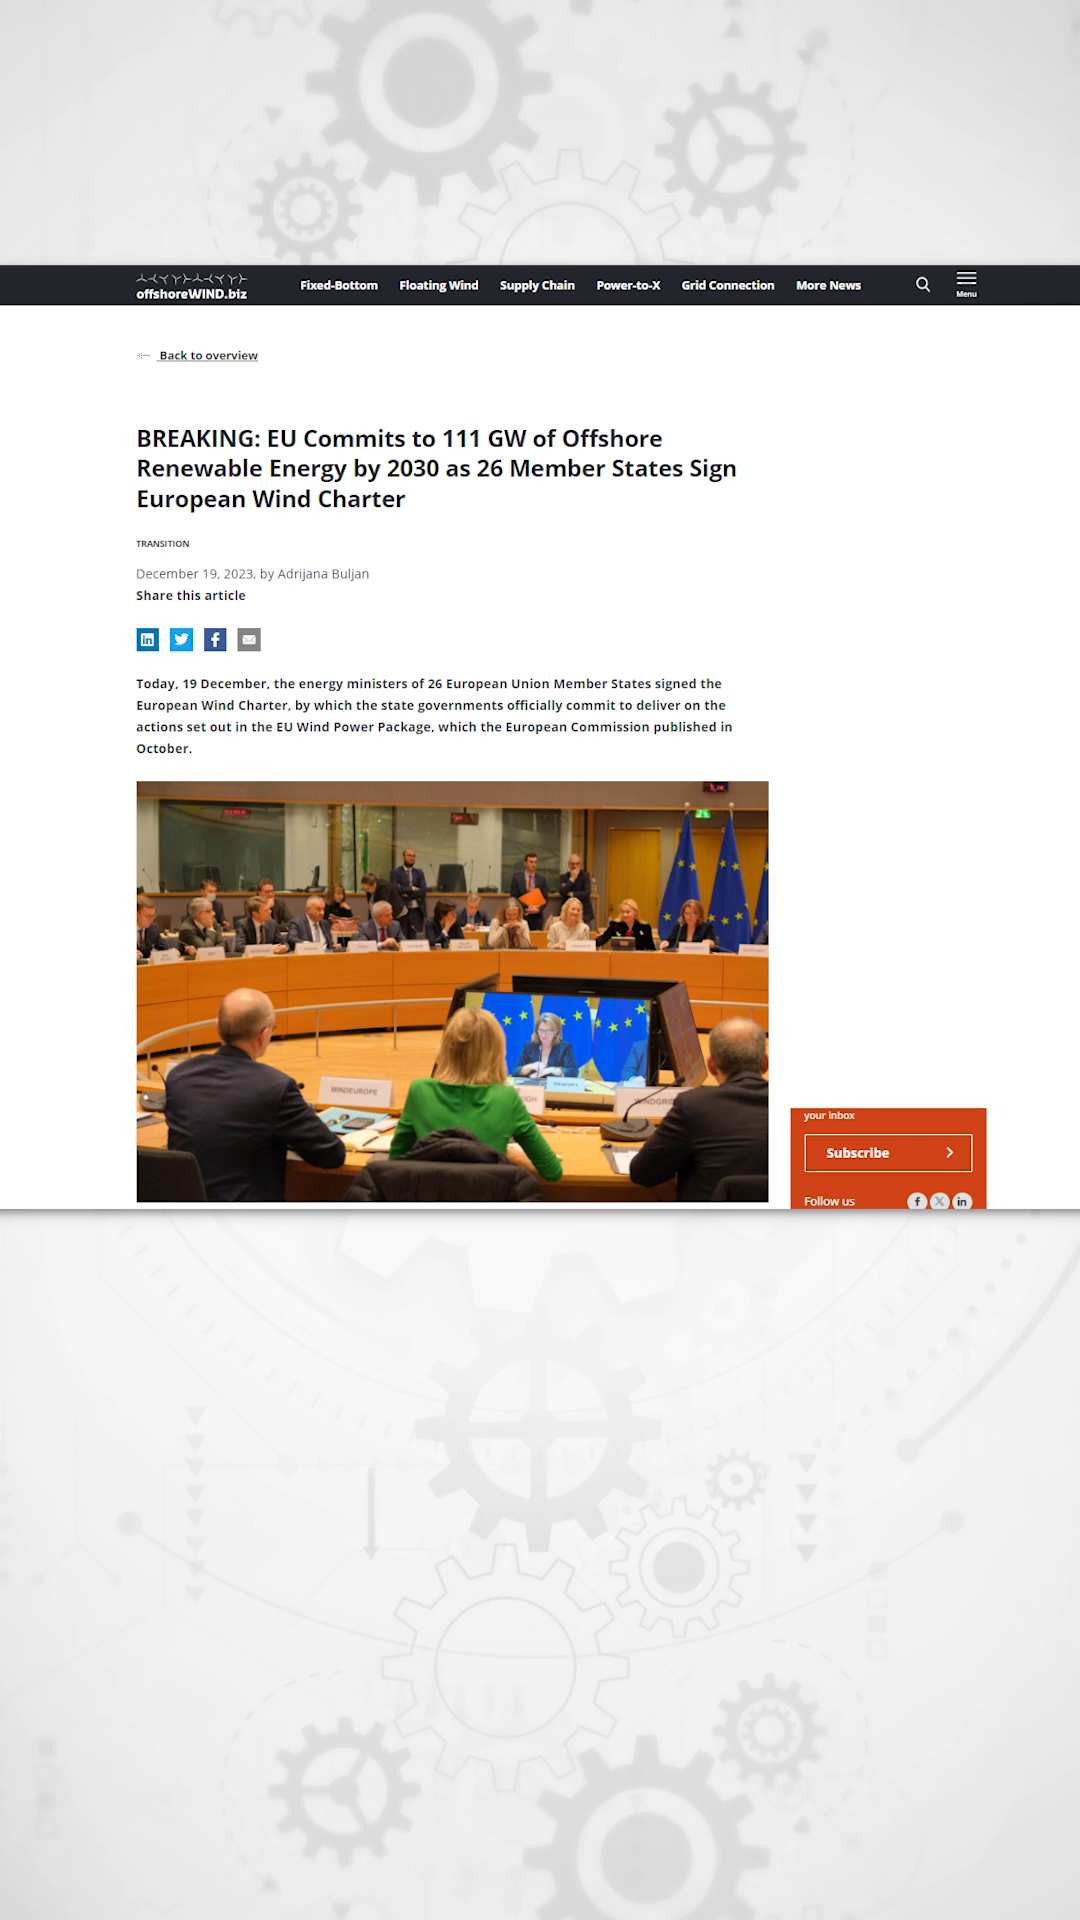 offshoreWIND.biz
Fixed-Bottom Floating Wind Supply Chain Power-to-X Grid Connection More News
Menu
Back to overview
BREAKING: EU Commits to 111 GW of Offshore
Renewable Energy by 2030 as 26 Member States Sign
European Wind Charter
TRANSITION
December 19, 2023, by Adrijana Buljan
Share this article
Today, 19 December, the energy ministers of 26 European Union Member States signed the
European Wind Charter, by which the state governments officially commit to deliver on the
actions set out in the EU Wind Power Package, which the European Commission published in
October.
WINDEUROPE
your inbox
Subscribe
Follow us